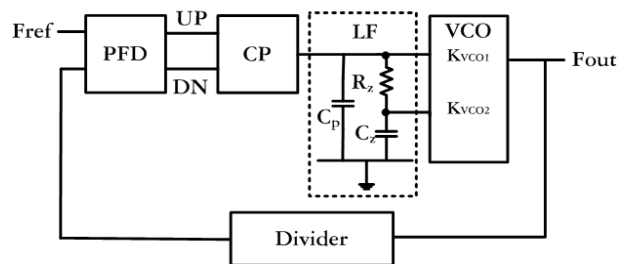 Fref
UP
LF
VCO
PFD
CP
KVCO1
Fout
Rz
DN
Cp
KVCO2
Cz
Divider